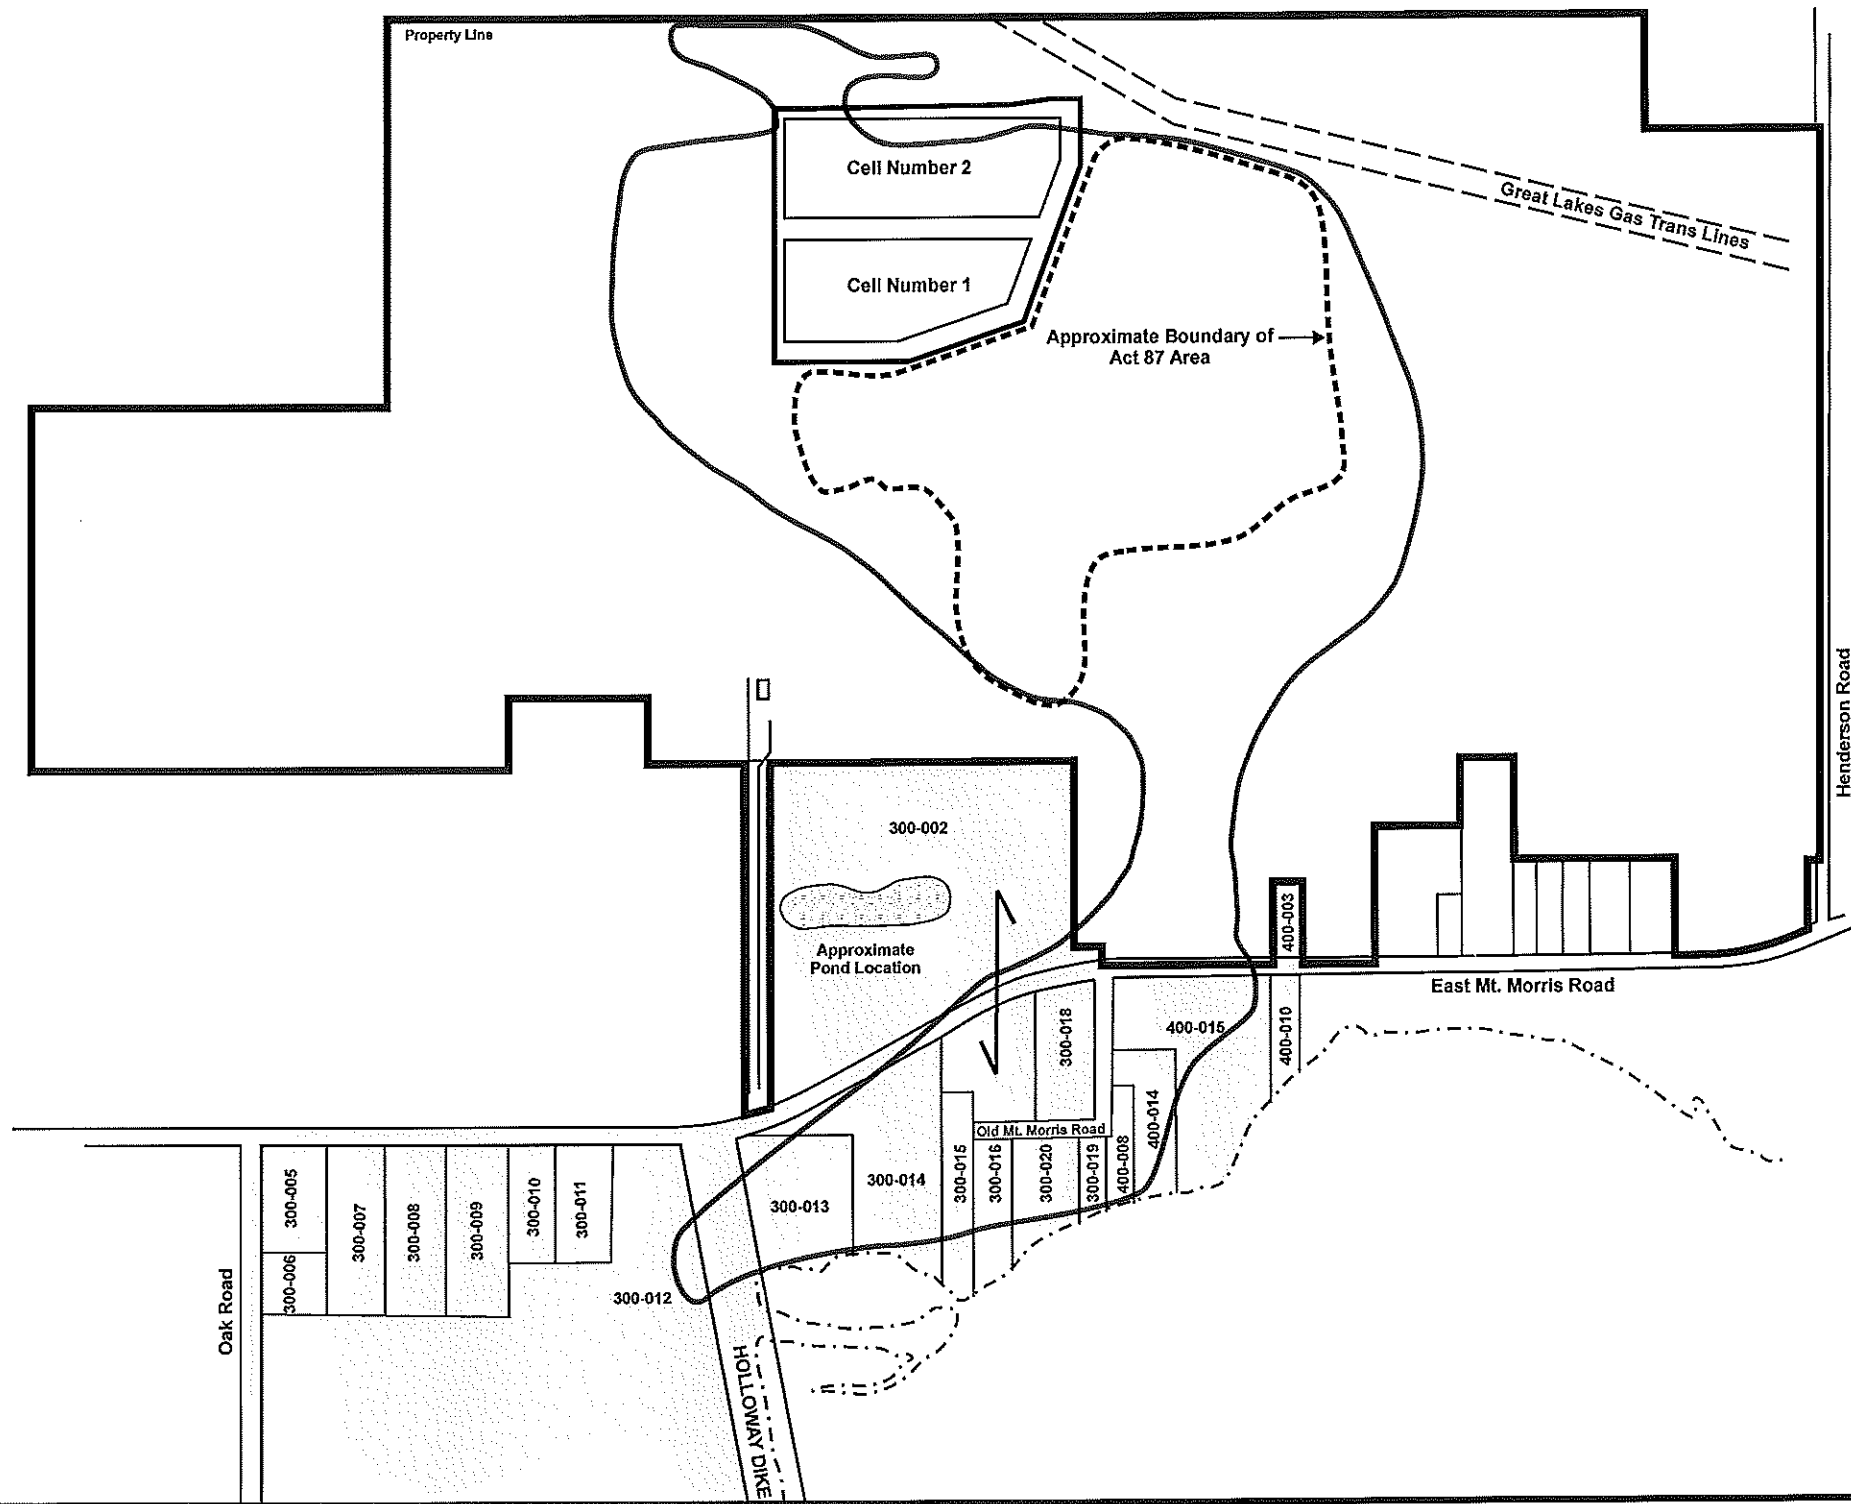 Property Line
Cell Number 2
Great Lakes Gas Trans Lines
Cell Number 1
Approximate Boundary of
Act 87 Area
Henderson Road
300-002
400-003
Approximate
Pond Location
East Mt. Morris Road
300-018
400-015
400-010
400-014
Old Mt. Morris Road
300-005
300-007
300-008
300-009
300-010
300-011
300-013
300-014
300-015
300-016
300-020
300-019
400-008
300-006
300-012
Oak Road
HOLLOWAY DIKE